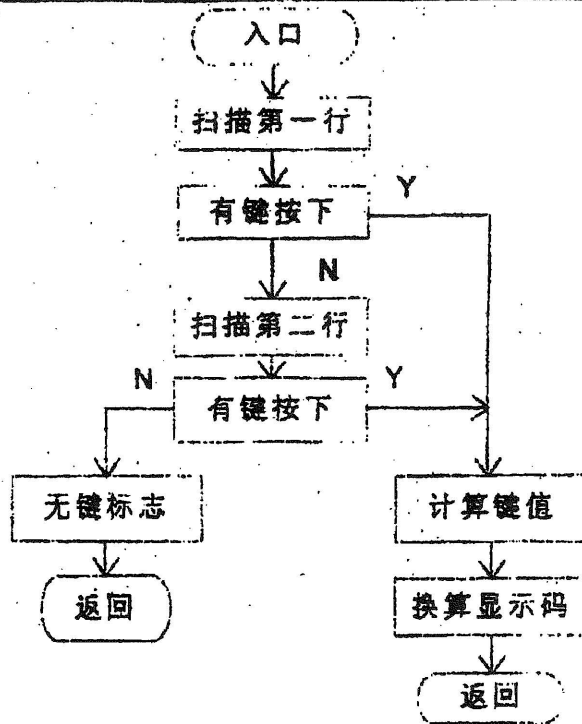 入口
扫描第一行
有键按下
Y
N
扫描第二行
N
有键按下
Y
无键标志
计算键值
返回
换算显示码
返回